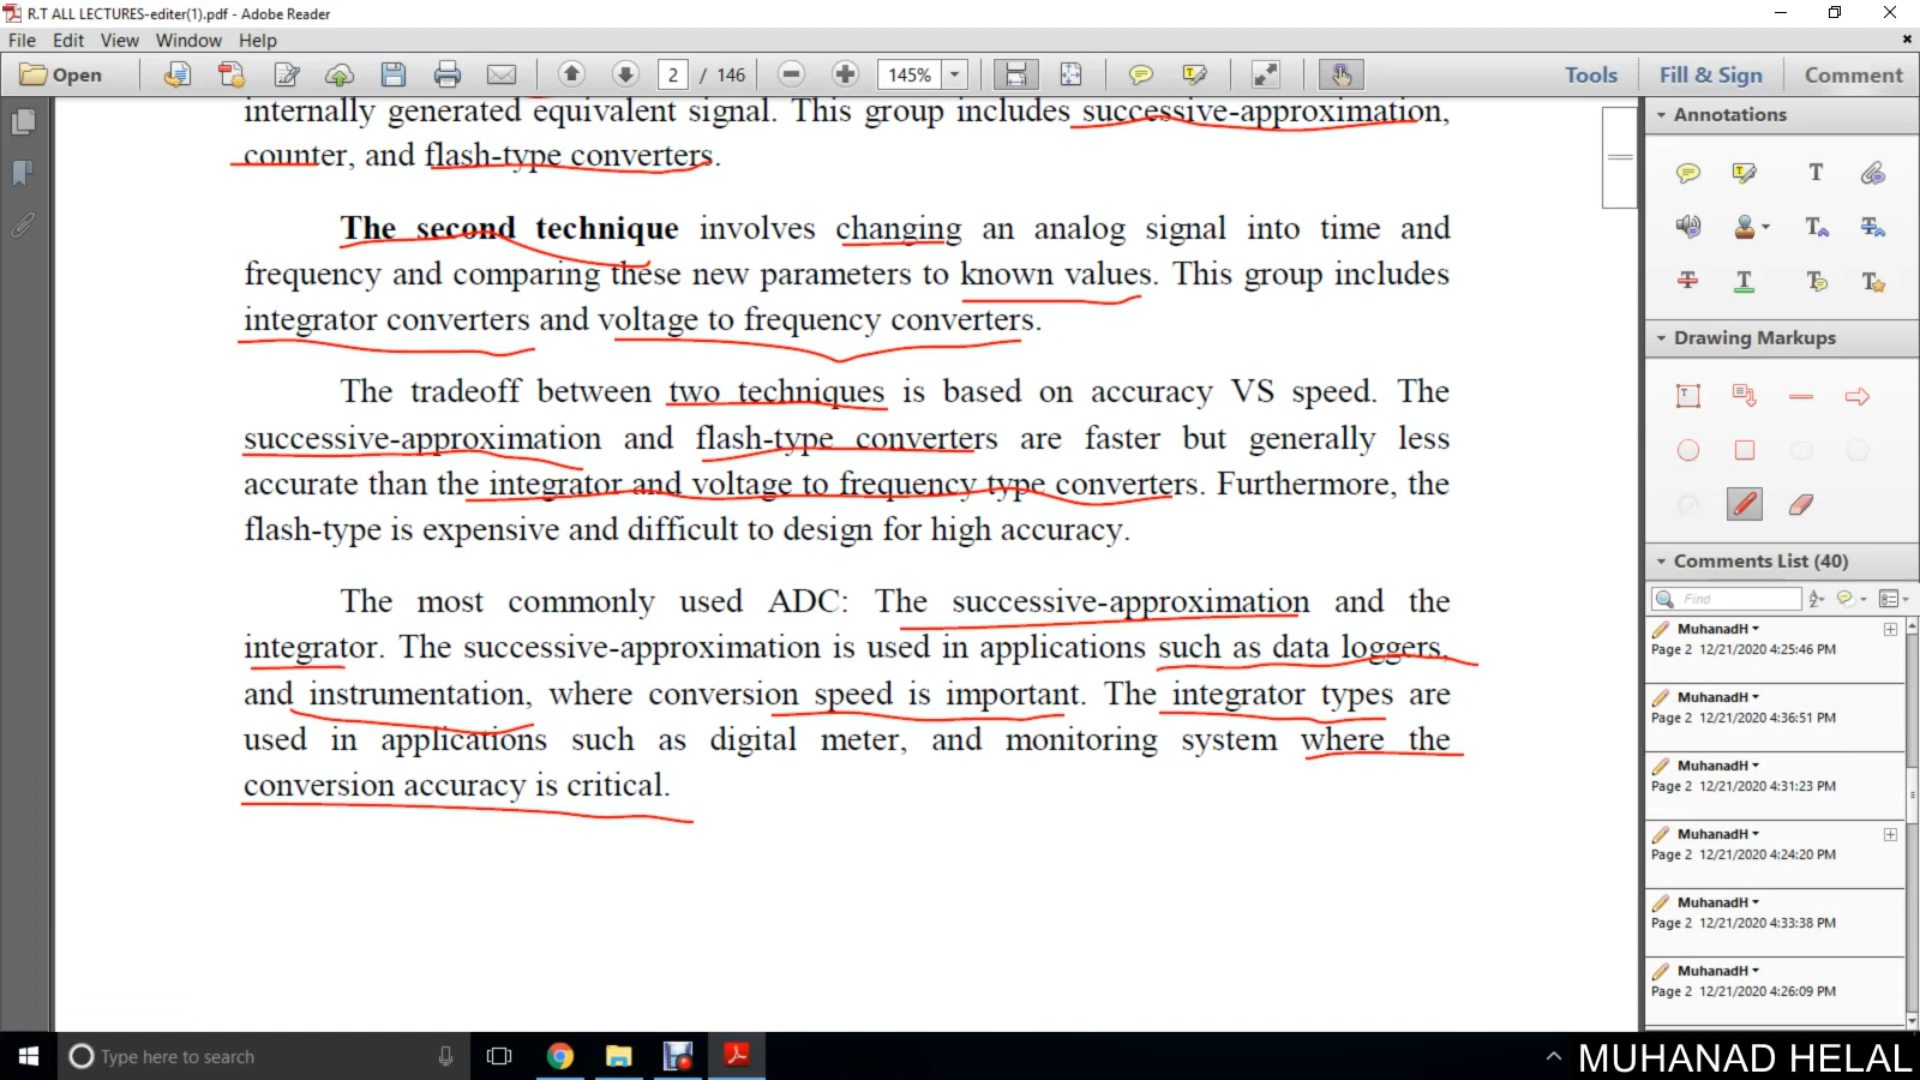 R.T ALL LECTURES-editer(1).pdf - Adobe Reader
File Edit View Window Help
Open 2 / 146 145% Tools Fill & Sign Comment
internally generated equivalent signal. This group includes successive-approximation,
counter, and flash-type converters.
The second technique involves changing an analog signal into time and
frequency and comparing these new parameters to known values. This group includes
integrator converters and voltage to frequency converters.
The tradeoff between two techniques is based on accuracy VS speed. The
successive-approximation and flash-type converters are faster but generally less
accurate than the integrator and voltage to frequency type converters. Furthermore, the
flash-type is expensive and difficult to design for high accuracy.
The most commonly used ADC: The successive-approximation and the
integrator. The successive-approximation is used in applications such as data loggers,
and instrumentation, where conversion speed is important. The integrator types are
used in applications such as digital meter, and monitoring system where the
conversion accuracy is critical.
Annotations
Drawing Markups
Comments List (40)
Find
MuhanadH
Page 2 12/21/2020 4:25:46 PM
MuhanadH
Page 2 12/21/2020 4:36:51 PM
MuhanadH
Page 2 12/21/2020 4:31:23 PM
MuhanadH
Page 2 12/21/2020 4:24:20 PM
MuhanadH
Page 2 12/21/2020 4:33:38 PM
MuhanadH
Page 2 12/21/2020 4:26:09 PM
Type here to search
MUHANAD HELAL